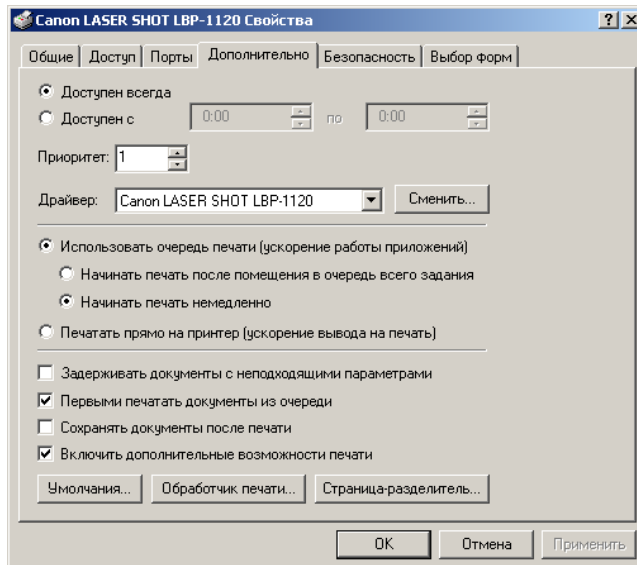 Canon LASER SHOT LBP-1120 Свойства
Общие Доступ Порты Дополнительно Безопасность Выбор форм
Доступен всегда
Доступен с 0:00 по 0:00
Приоритет: 1
Драйвер: Canon LASER SHOT LBP-1120 Сменить...
Использовать очередь печати (ускорение работы приложений)
Начинать печать после помещения в очередь всего задания
Начинать печать немедленно
Печатать прямо на принтер (ускорение вывода на печать)
Задерживать документы с неподходящими параметрами
Первыми печатать документы из очереди
Сохранять документы после печати
Включить дополнительные возможности печати
Умолчания... Обработчик печати... Страница-разделитель...
OK Отмена Применить